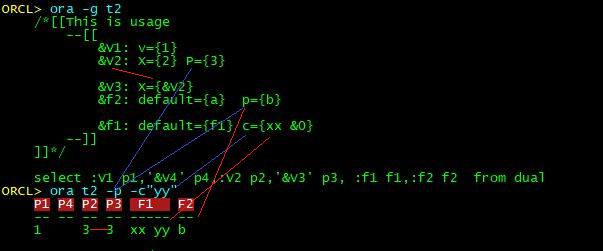 ORCL> ora -g t2
/*[[This is usage
--[[
&V1: v={1}
&V2: X={2} P={3}
&V3: X={&V2}
&f2: default={a} p={b}
&f1: default={f1} c={xx &0}
--]]
]]*/
select :V1 p1,'&V4' p4,:V2 p2,'&V3' p3, :f1 f1,:f2 f2 from dual
ORCL> ora t2 -p -c"yy"
P1 P4 P2 P3 F1 F2
-- -- -- -- ----- --
1 3 3 xx yy b